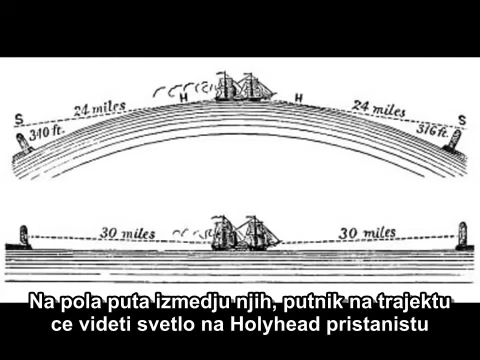 24 miles H H 24 miles
S S
340 ft. 316 ft.
30 miles 30 miles
Na pola puta izmedju njih, putnik na trajektu
ce videti svetlo na Holyhead pristanistu